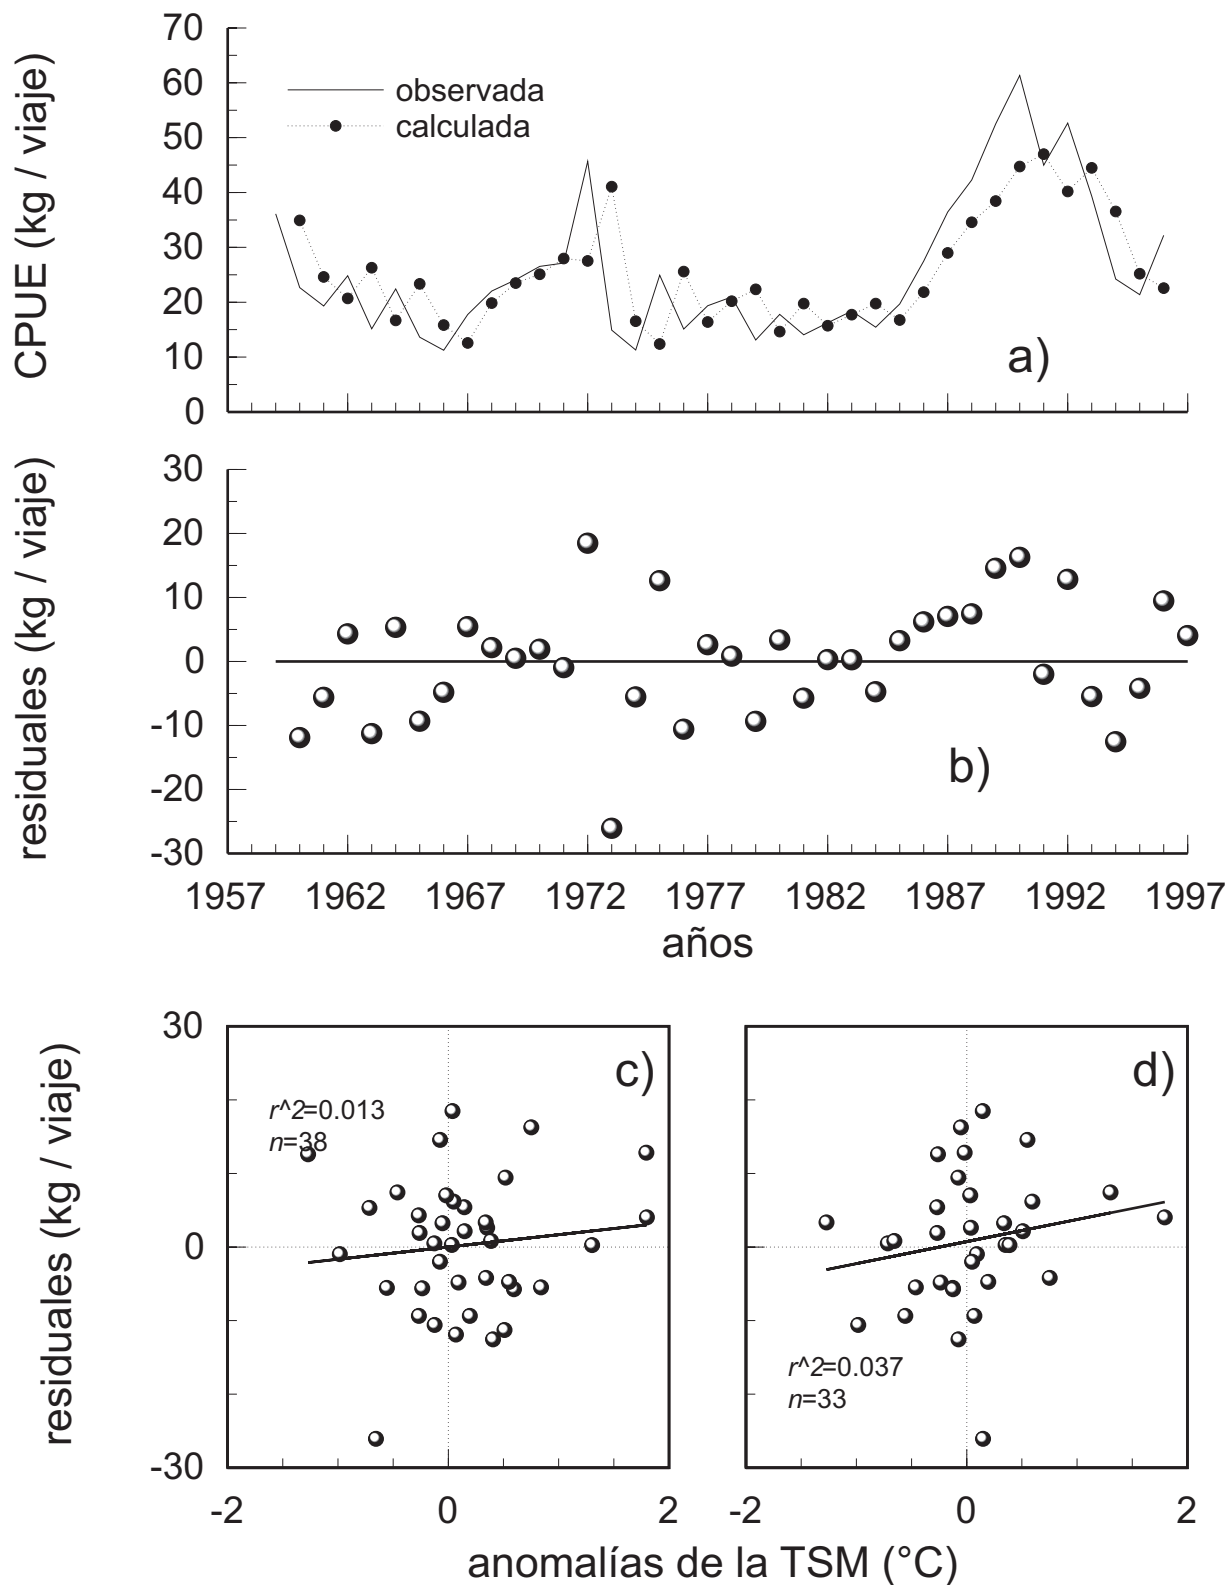 CPUE (kg / viaje)
70
60
50
40
30
20
10
0
observada
calculada
a)
residuales (kg / viaje)
30
20
10
0
-10
-20
-30
b)
1957 1962 1967 1972 1977 1982 1987 1992 1997
años
residuales (kg / viaje)
30
0
-30
c)
r^2=0.013
n=38
-2 0 2
d)
r^2=0.037
n=33
-2 0 2
anomalías de la TSM (°C)